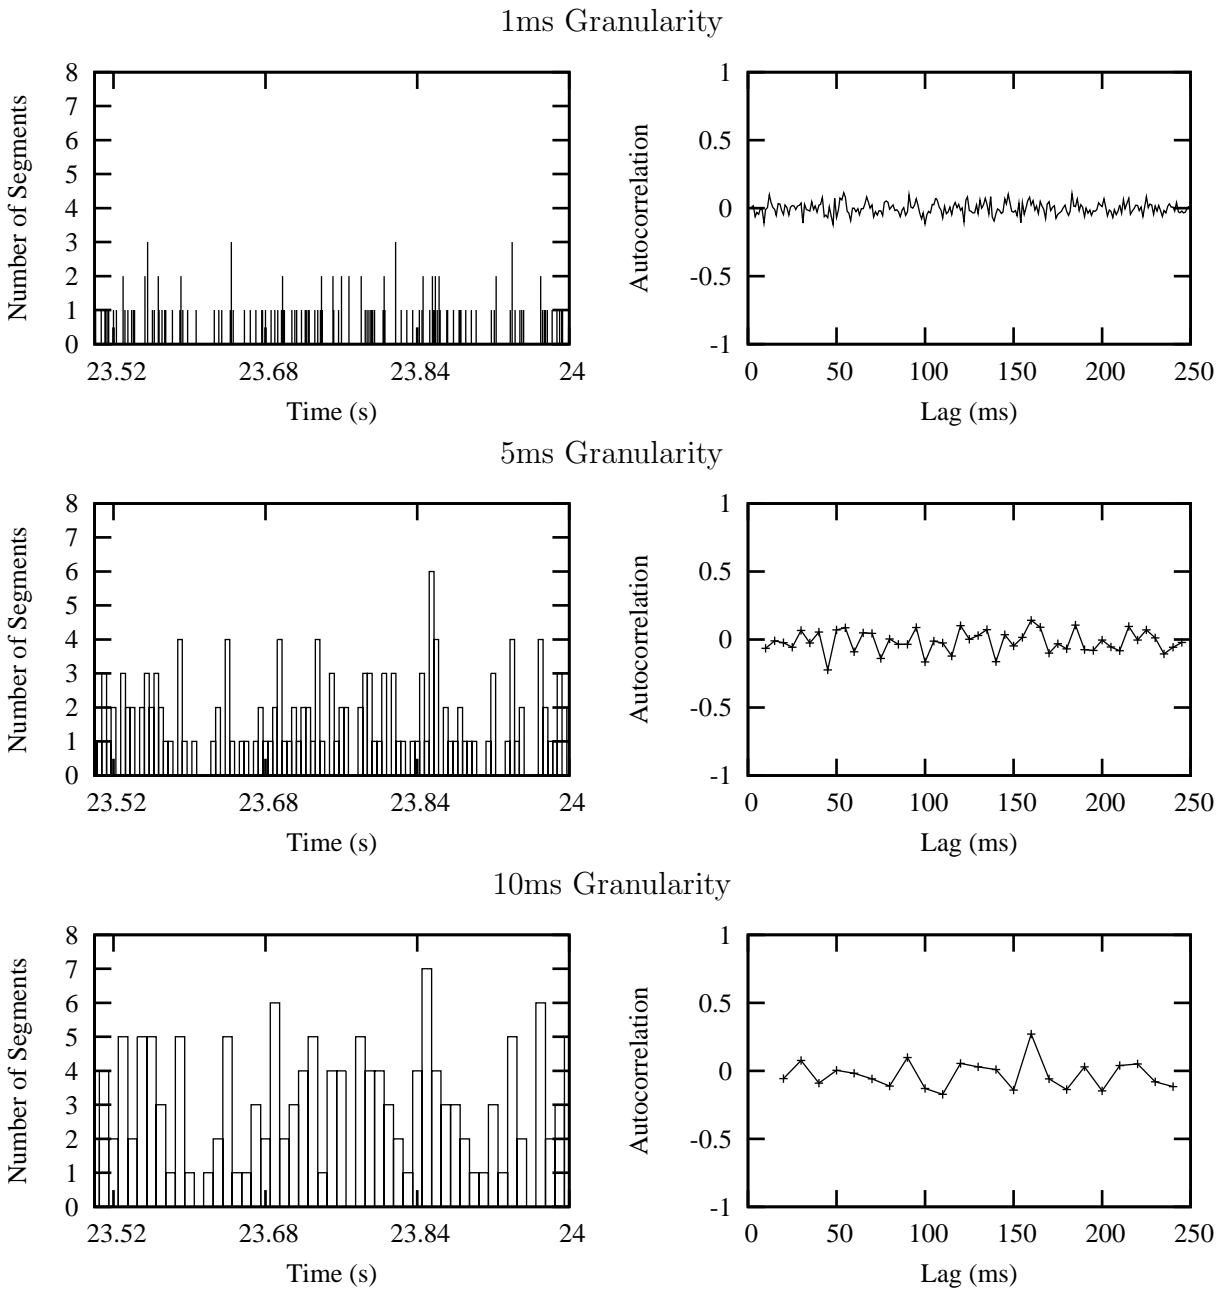 1ms Granularity
Number of Segments
8
7
6
5
4
3
2
1
0
23.52 23.68 23.84 24
Time (s)
Autocorrelation
1
0.5
0
-0.5
-1
0 50 100 150 200 250
Lag (ms)
5ms Granularity
Number of Segments
8
7
6
5
4
3
2
1
0
23.52 23.68 23.84 24
Time (s)
Autocorrelation
1
0.5
0
-0.5
-1
0 50 100 150 200 250
Lag (ms)
10ms Granularity
Number of Segments
8
7
6
5
4
3
2
1
0
23.52 23.68 23.84 24
Time (s)
Autocorrelation
1
0.5
0
-0.5
-1
0 50 100 150 200 250
Lag (ms)